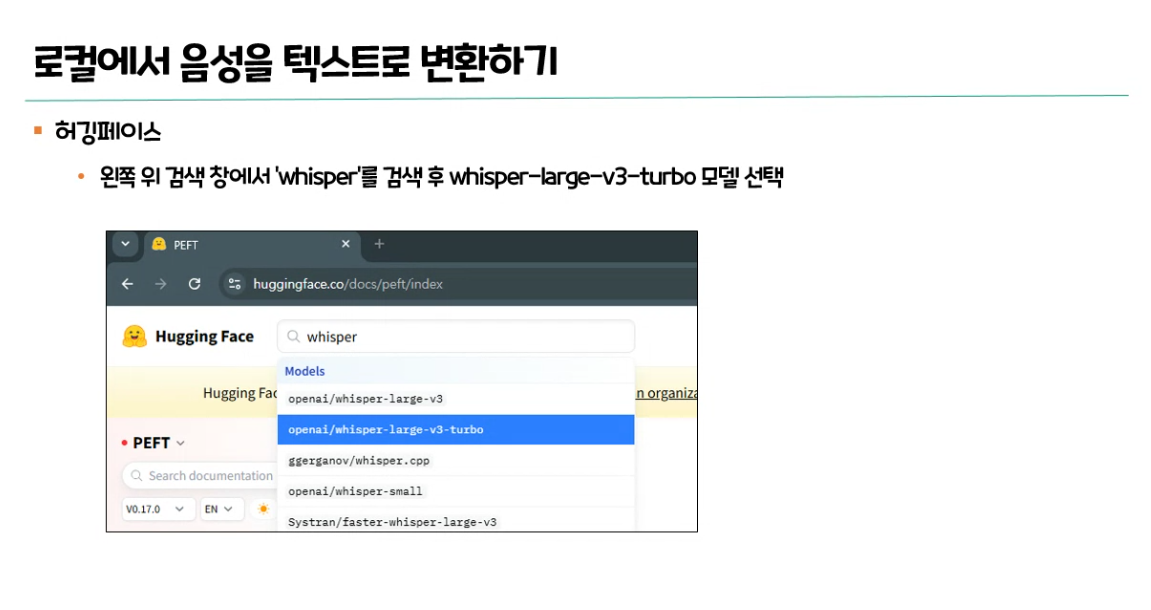 로컬에서 음성을 텍스트로 변환하기
허깅페이스
왼쪽 위 검색 창에서 'whisper'를 검색 후 whisper-large-v3-turbo 모델 선택
PEFT
huggingface.co/docs/peft/index
Hugging Face
whisper
Models
Hugging Fac
n organiza
openai/whisper-large-v3
openai/whisper-large-v3-turbo
PEFT
ggerganov/whisper.cpp
Search documentation
openai/whisper-small
V0.17.0
EN
Systran/faster-whisper-large-v3